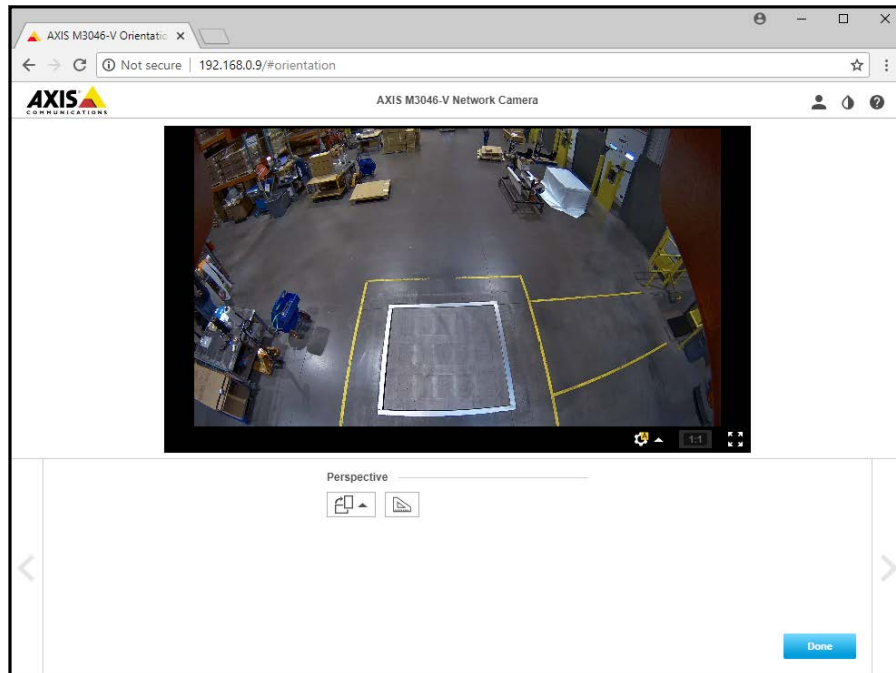 AXIS M3046-V Orientatio
Not secure | 192.168.0.9/#orientation
AXIS
COMMUNICATIONS
AXIS M3046-V Network Camera
1:1
Perspective
Done